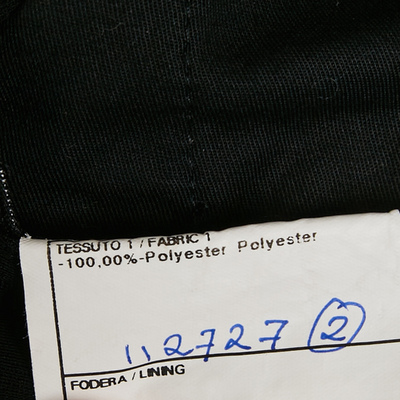 TESSUTO 1 / FABRIC 1
-100,00%-Polyester Polyester
112727 2
FODERA / LINING